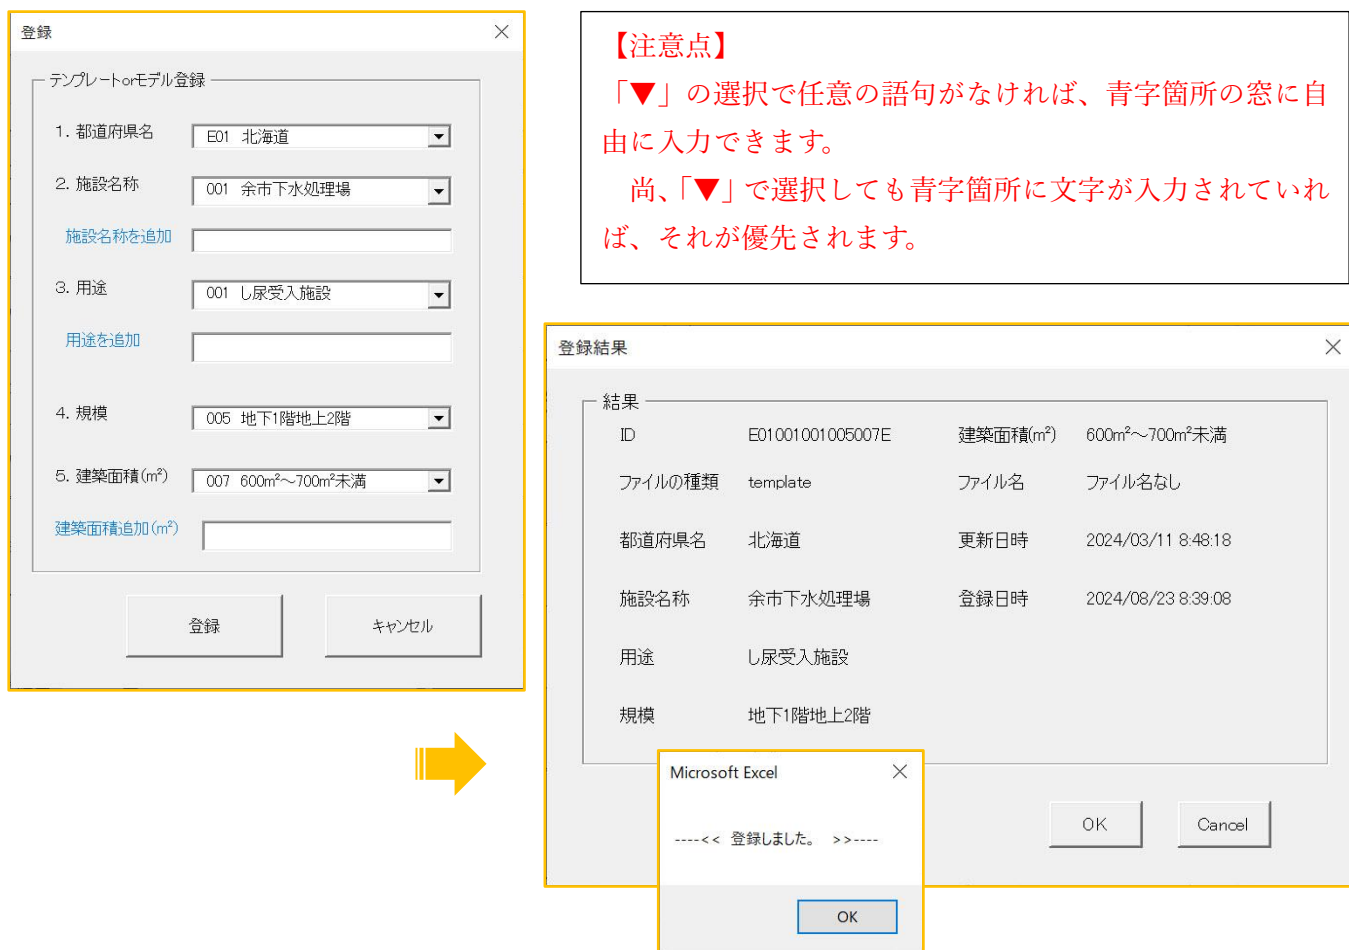 登録
テンプレートorモデル登録
1. 都道府県名 E01 北海道
2. 施設名称 001 余市下水処理場
施設名称を追加
3. 用途 001 し尿受入施設
用途を追加
4. 規模 005 地下1階地上2階
5. 建築面積(m²) 007 600m²～700m²未満
建築面積追加(m²)
登録 キャンセル
【注意点】
「▼」の選択で任意の語句がなければ、青字箇所の窓に自
由に入力できます。
尚、「▼」で選択しても青字箇所に文字が入力されていれ
ば、それが優先されます。
登録結果
結果
ID E01001001005007E 建築面積(m²) 600m²～700m²未満
ファイルの種類 template ファイル名 ファイル名なし
都道府県名 北海道 更新日時 2024/03/11 8:48:18
施設名称 余市下水処理場 登録日時 2024/08/23 8:39:08
用途 し尿受入施設
規模 地下1階地上2階
OK Cancel
Microsoft Excel
----<< 登録しました。 >>----
OK